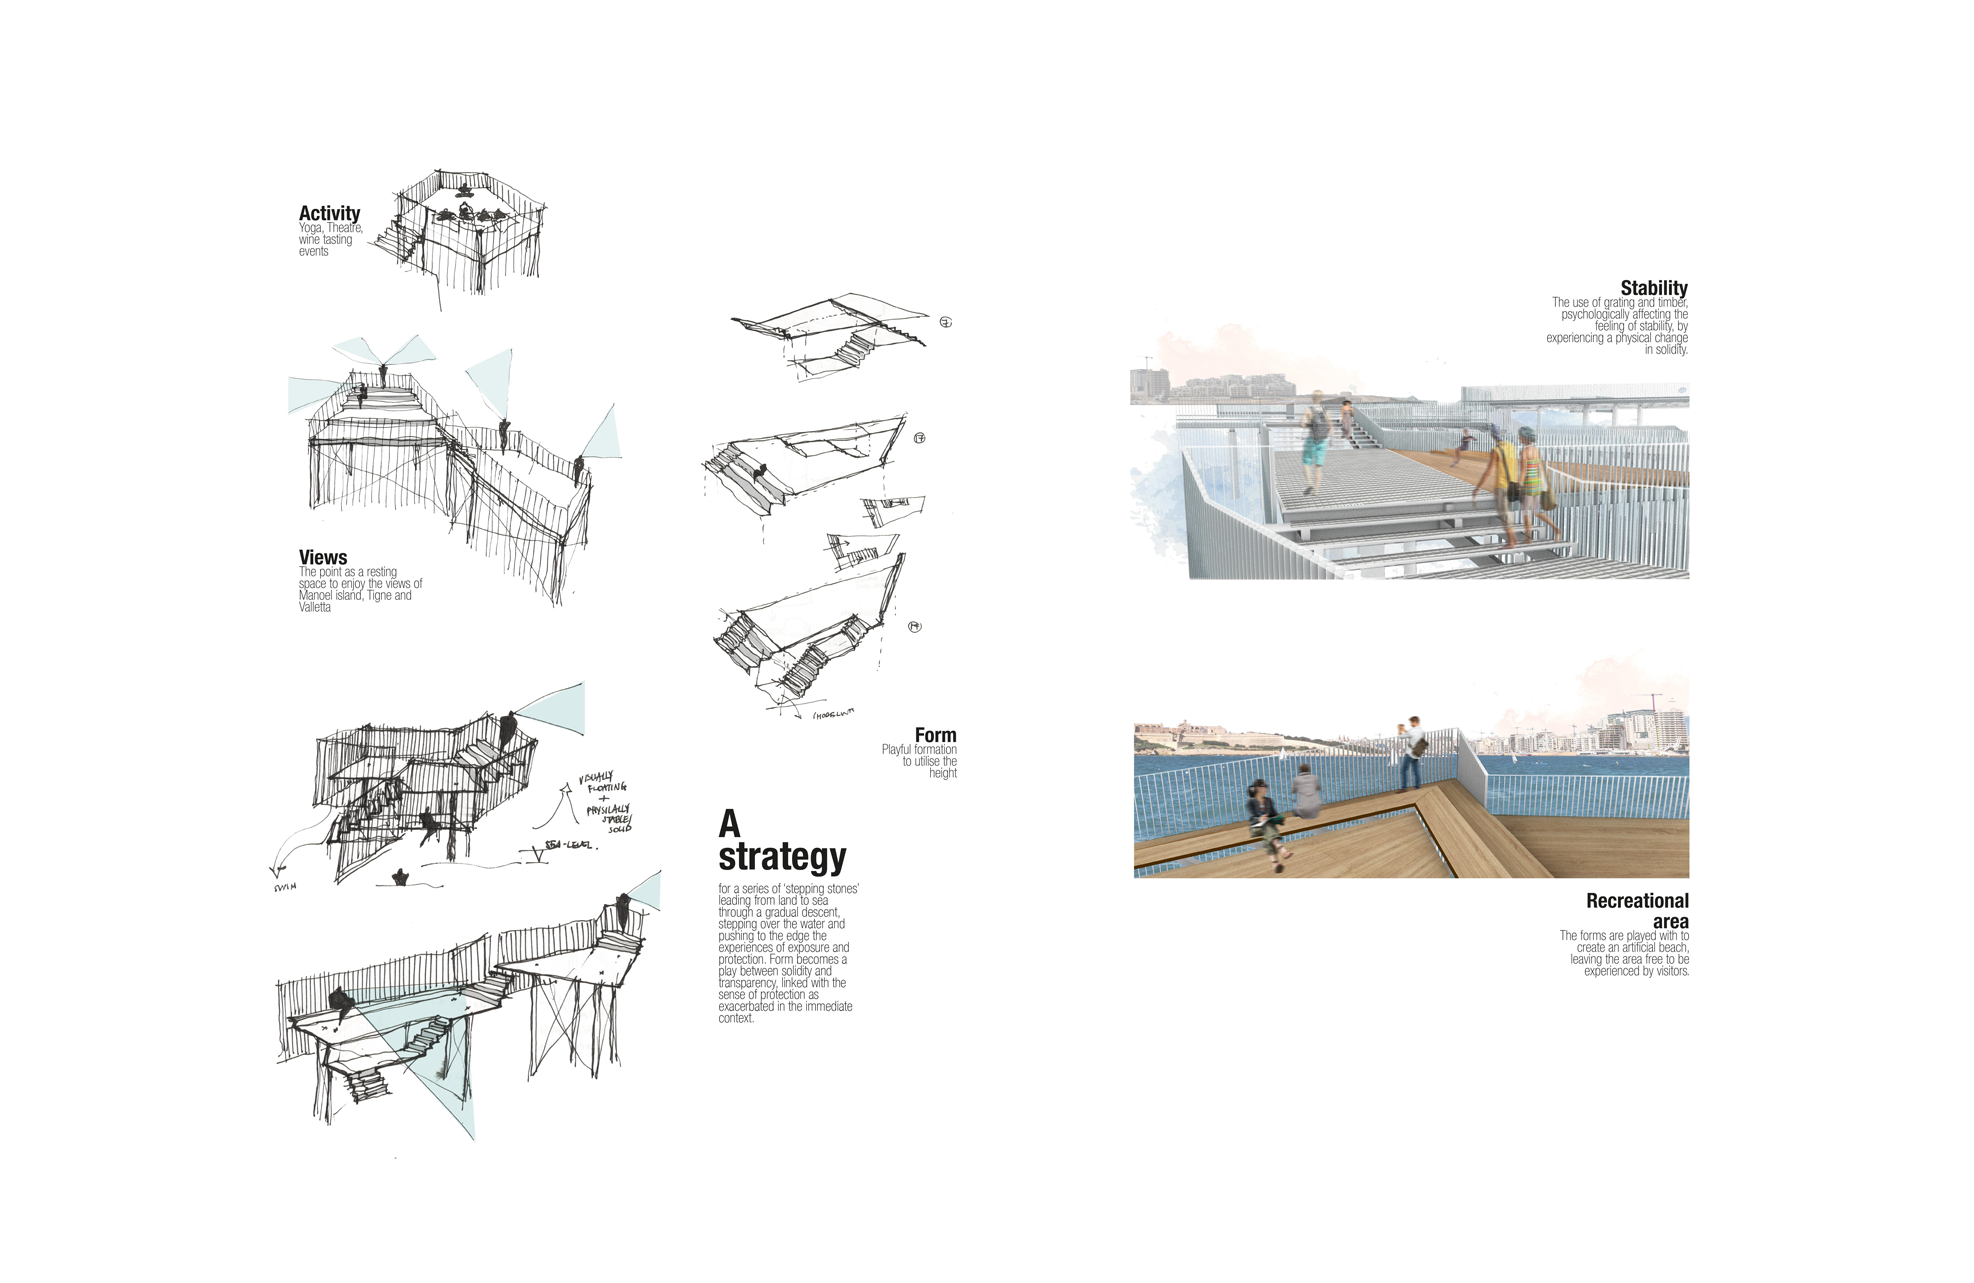 Activity
Yoga, Theatre,
wine tasting
events
Views
The point as a resting
space to enjoy the views of
Manoel island, Tigne and
Valletta
VISUALLY
FLOATING
+
PHYSICALLY
STABLE/
SOLID
SEA-LEVEL.
SWIM
Form
Playful formation
to utilise the
height
A
strategy
for a series of 'stepping stones'
leading from land to sea
through a gradual descent,
stepping over the water and
pushing to the edge the
experiences of exposure and
protection. Form becomes a
play between solidity and
transparency, linked with the
sense of protection as
exacerbated in the immediate
context.
Stability
The use of grating and timber,
psychologically affecting the
feeling of stability, by
experiencing a physical change
in solidity.
Recreational
area
The forms are played with to
create an artificial beach,
leaving the area free to be
experienced by visitors.